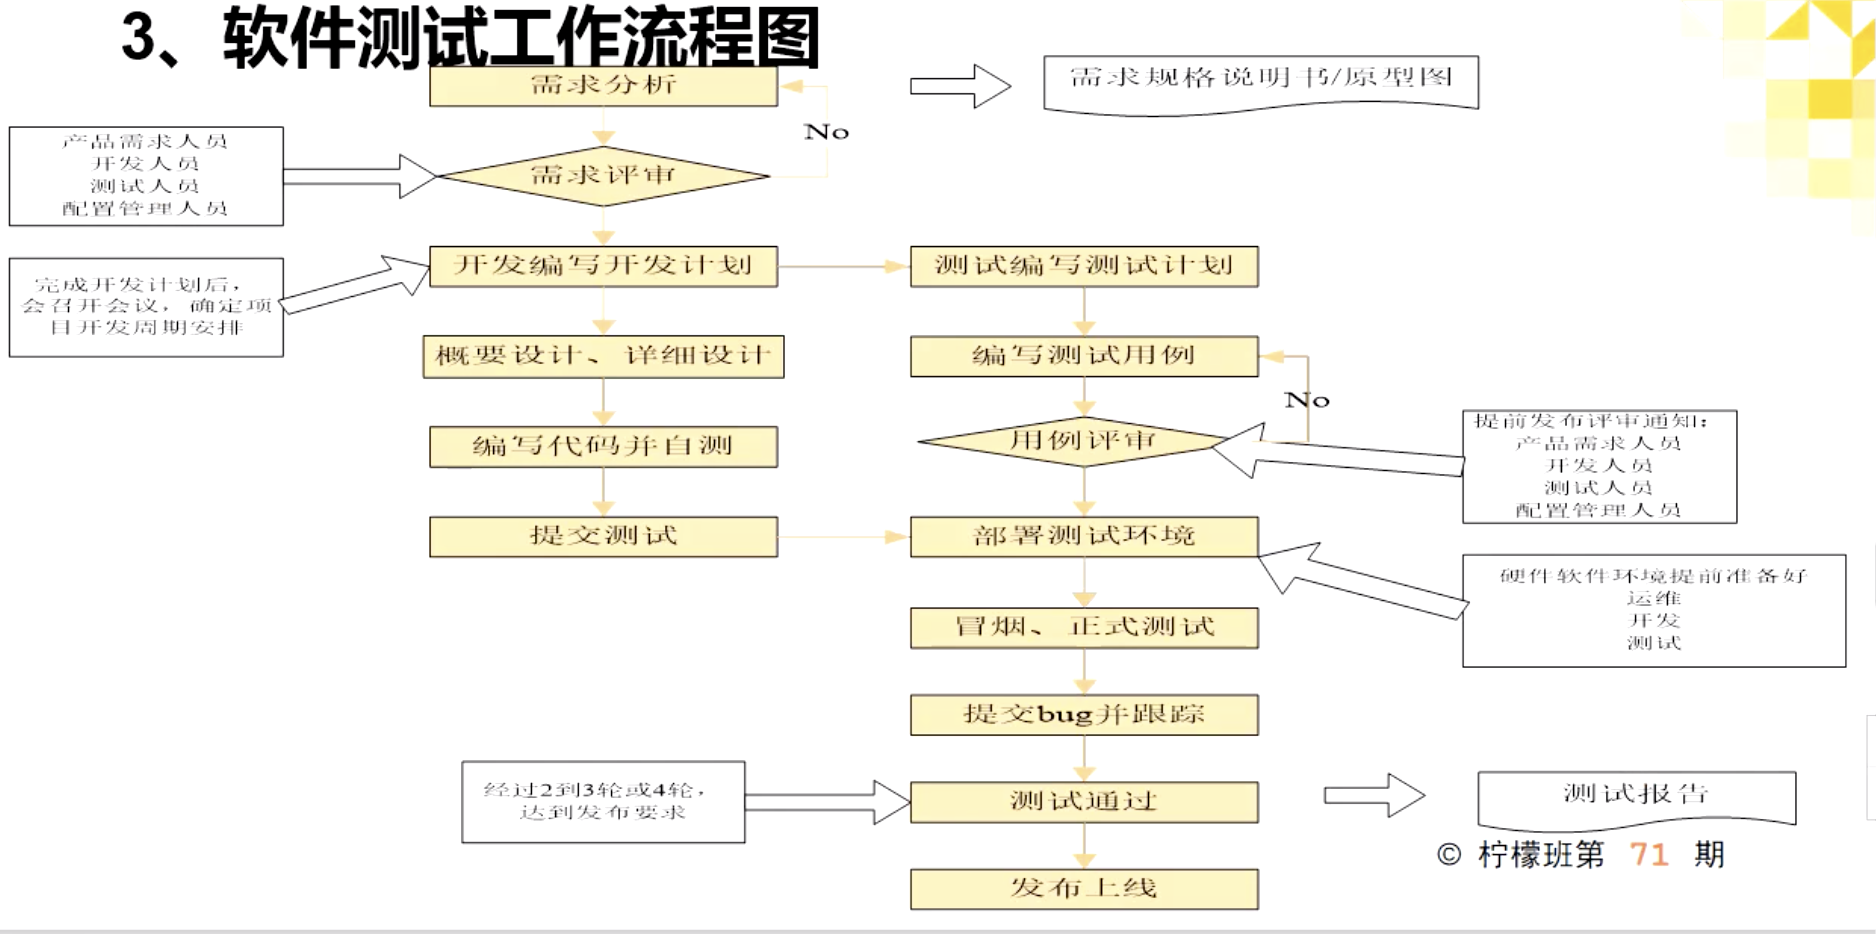 3、软件测试工作流程图
需求分析
需求规格说明书/原型图
No
产品需求人员
开发人员
测试人员
配置管理人员
需求评审
开发编写开发计划
测试编写测试计划
完成开发计划后，
会召开会议，确定项
目开发周期安排
概要设计、详细设计
编写测试用例
No
编写代码并自测
用例评审
提前发布评审通知：
产品需求人员
开发人员
测试人员
配置管理人员
提交测试
部署测试环境
硬件软件环境提前准备好
运维
开发
测试
冒烟、正式测试
提交bug并跟踪
经过2到3轮或4轮，
达到发布要求
测试通过
测试报告
© 柠檬班第 71 期
发布上线